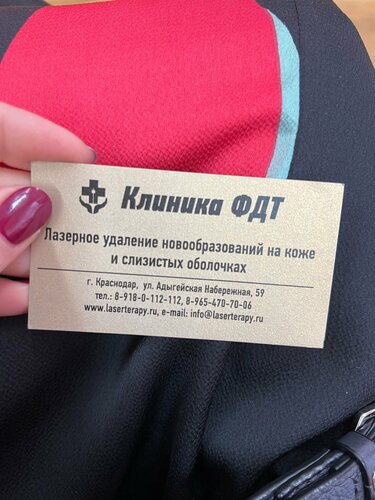 Клиника ФДТ
Лазерное удаление новообразований на коже
и слизистых оболочках
г. Краснодар, ул. Адыгейская Набережная, 59
тел.: 8-918-0-112-112, 8-965-470-70-06
www.laserterapy.ru, e-mail: info@laserterapy.ru